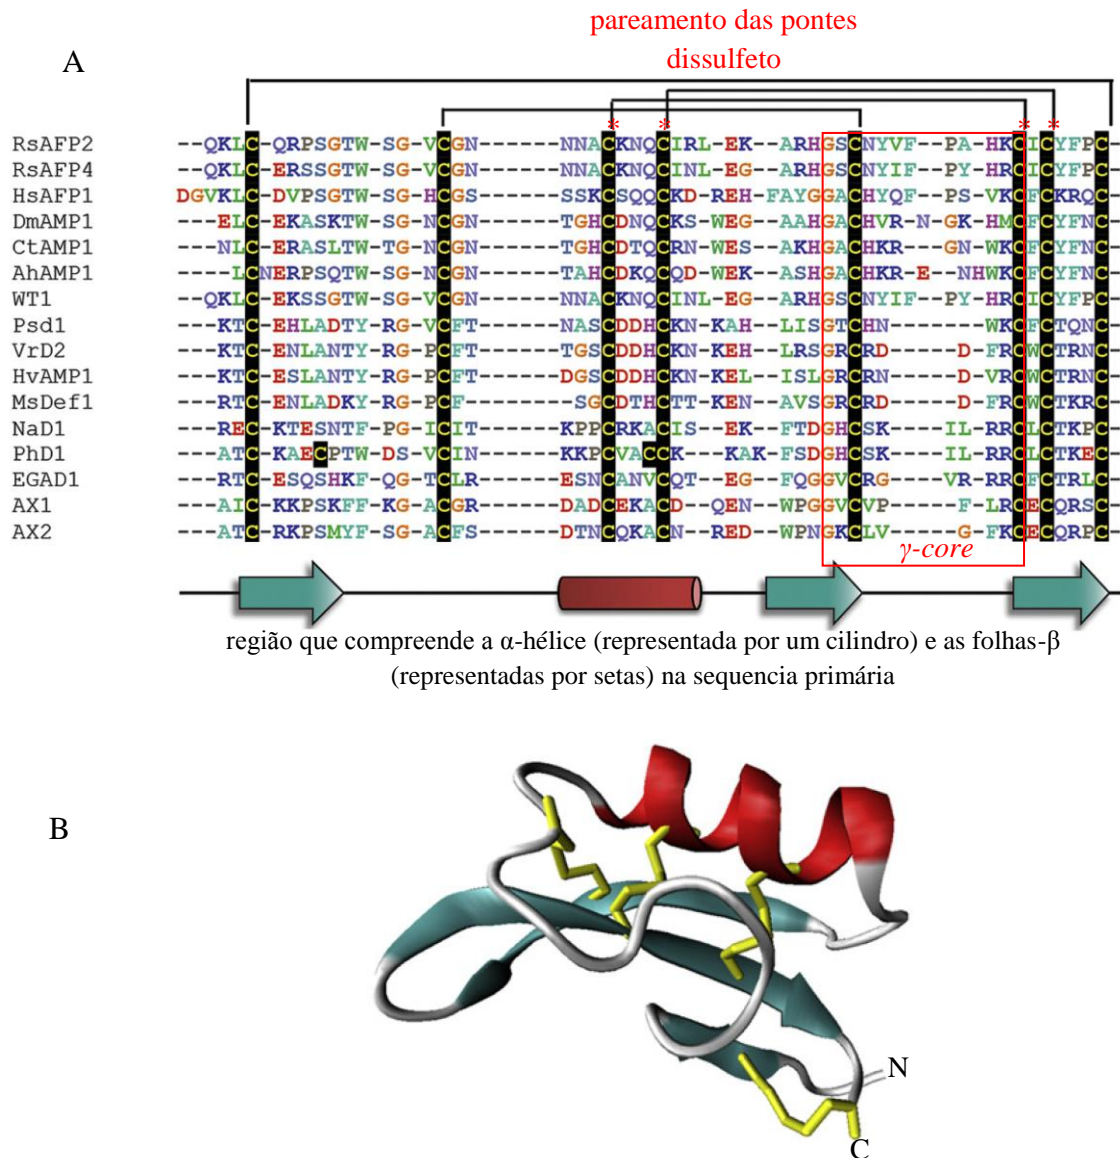 pareamento das pontes
dissulfeto
A
* * * *
RsAFP2 --QKLC-QRPSGTW-SG-VCGN------NNACKNQCIRL-EK--ARHGSCNYVF--PA-HKCICYFPC
RsAFP4 --QKLC-ERSSGTW-SG-VCGN------NNACKNQCINL-EG--ARHGSCNYIF--PY-HRCICYFPC
HsAFP1 DGVKLC-DVPSGTW-SG-HCGS------SSKCSQQCKD-REH-FAYGGACHYQF--PS-VKCFCKRQC
DmAMP1 ---ELC-EKASKTW-SG-NCGN------TGHCDNQCKS-WEG--AAHGACHVR-N-GK-HMCFCYFNC
CtAMP1 ---NLC-ERASLTW-TG-NCGN------TGHCDTQCRN-WES--AKHGACHKR---GN-WKCFCYFNC
AhAMP1 ----LCNERPSQTW-SG-NCGN------TAHCDKQCQD-WEK--ASHGACHKR-E--NHWKCFCYFNC
WT1 --QKLC-EKSSGTW-SG-VCGN------NNACKNQCINL-EG--ARHGSCNYIF--PY-HRCICYFPC
Psd1 ---KTC-EHLADTY-RG-VCFT------NASCDDHCKN-KAH--LISGTCHN-------WKCFCTQNC
VrD2 ---KTC-ENLANTY-RG-PCFT------TGSCDDHCKN-KEH--LRSGRCRD-----D-FRCWCTRNC
HvAMP1 ---KTC-ESLANTY-RG-PCFT------DGSCDDHCKN-KEL--ISLGRCRN-----D-VRCWCTRNC
MsDef1 ---RTC-ENLADKY-RG-PCF---------SGCDTHCTT-KEN--AVSGRCRD-----D-FRCWCTKRC
NaD1 ---REC-KTESNTF-PG-ICIT------KPPCRKACIS-EK---FTDGHCSK-----IL-RRCLCTKPC
PhD1 ---ATC-KAECPTW-DS-VCIN------KKPCVACCKK-AK---FSDGHCSK-----IL-RRCLCTKEC
EGAD1 ---RTC-ESQSHKF-QG-TCLR------ESNCANVCQT-EG---FQGGVCRG-----VR-RRCFCTRLC
AX1 ---AIC-KKPSKFF-KG-ACGR------DADCEKACD--QEN--WPGGVCVP------F-LRCECQRSC
AX2 ---ATC-RKPSMYF-SG-ACFS------DTNCQKACN--RED--WPNGKCLV-----G-FKCECQRPC
γ-core
região que compreende a α-hélice (representada por um cilindro) e as folhas-β
(representadas por setas) na sequencia primária
B
N
C